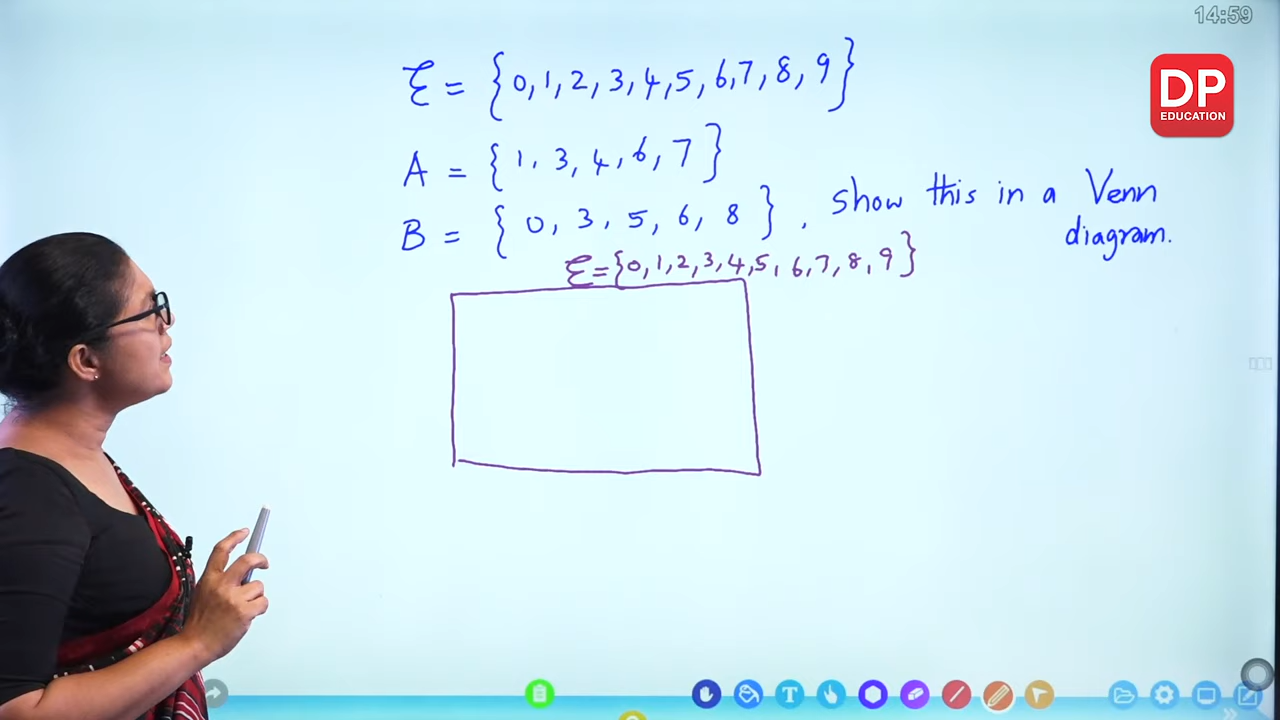 14:59
ℰ = {0, 1, 2, 3, 4, 5, 6, 7, 8, 9}
DP
EDUCATION
A = {1, 3, 4, 6, 7}
B = {0, 3, 5, 6, 8}, show this in a Venn
diagram.
ℰ = {0, 1, 2, 3, 4, 5, 6, 7, 8, 9}